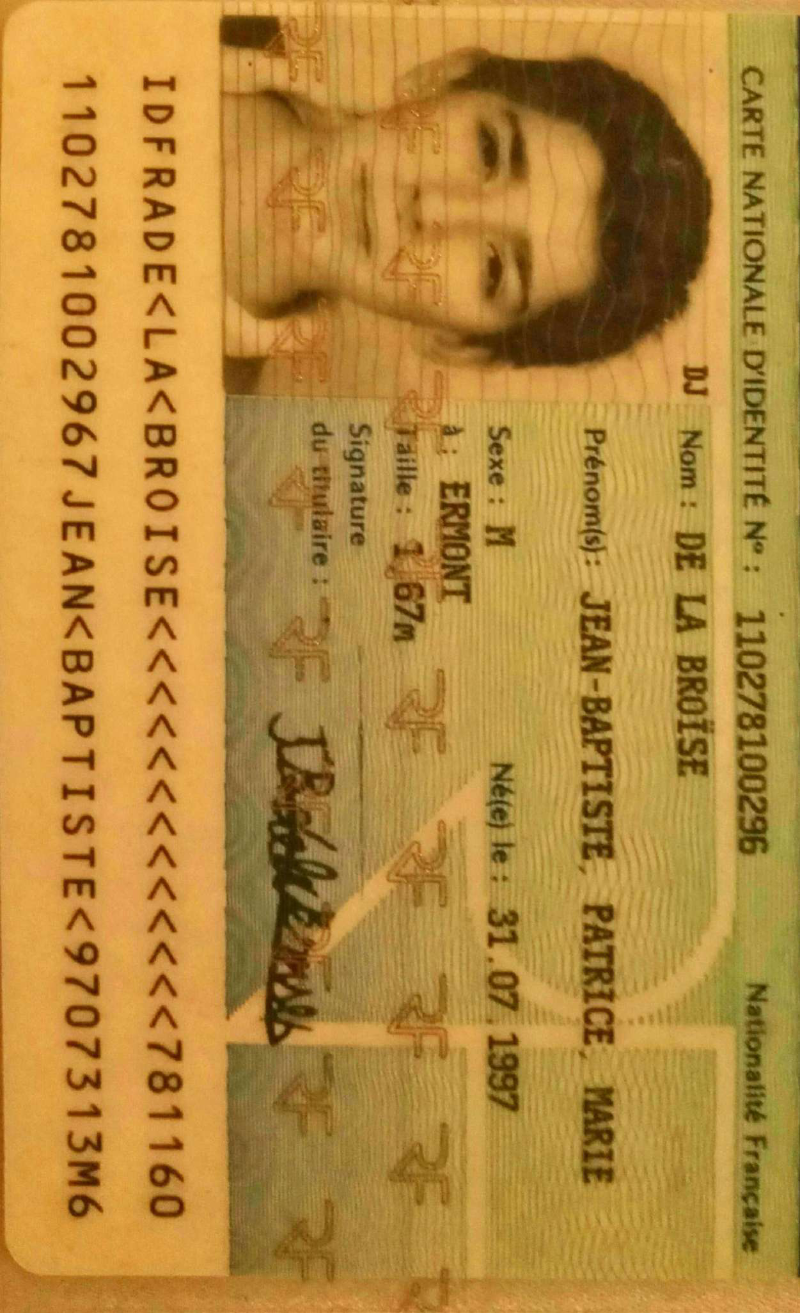 CARTE NATIONALE D'IDENTITÉ N° : 110278100296 Nationalité Française
DJ Nom : DE LA BROÏSE
Prénom(s) : JEAN-BAPTISTE, PATRICE, MARIE
Sexe : M Né(e) le : 31.07.1997
à : ERMONT
Taille : 1,67m
Signature
du titulaire :
IDFRADE<LA<BROISE<<<<<<<<<<<<<781160
1102781002967JEAN<BAPTISTE<9707313M6